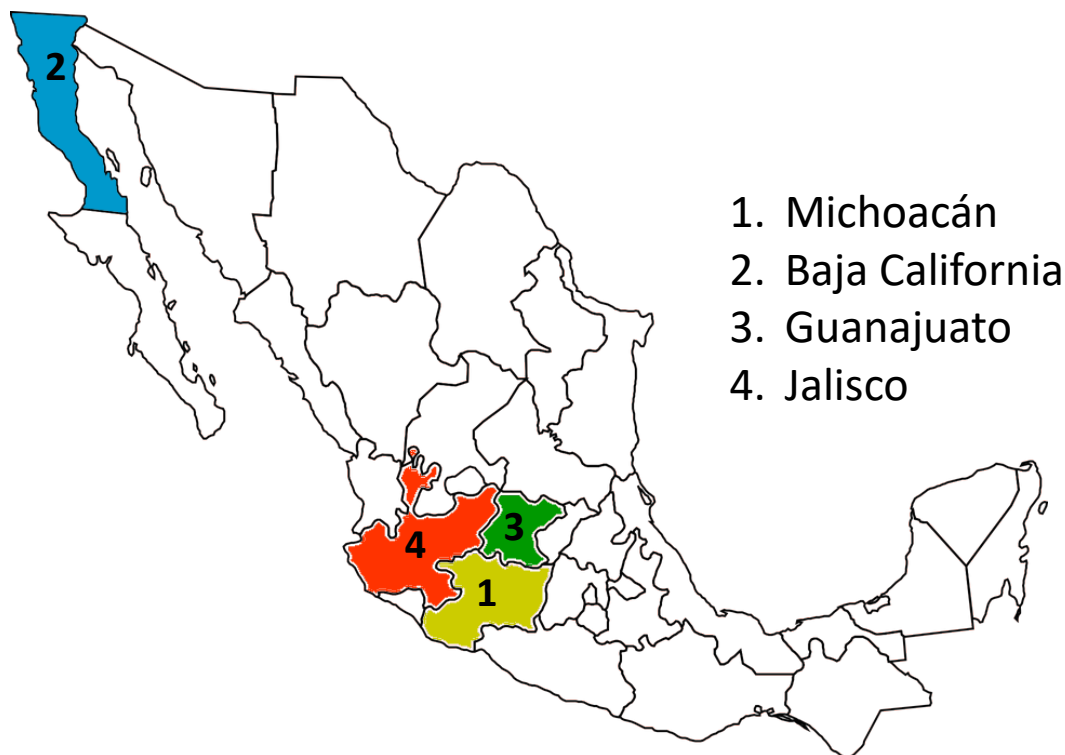 2
1. Michoacán
2. Baja California
3. Guanajuato
4. Jalisco
3
4
1